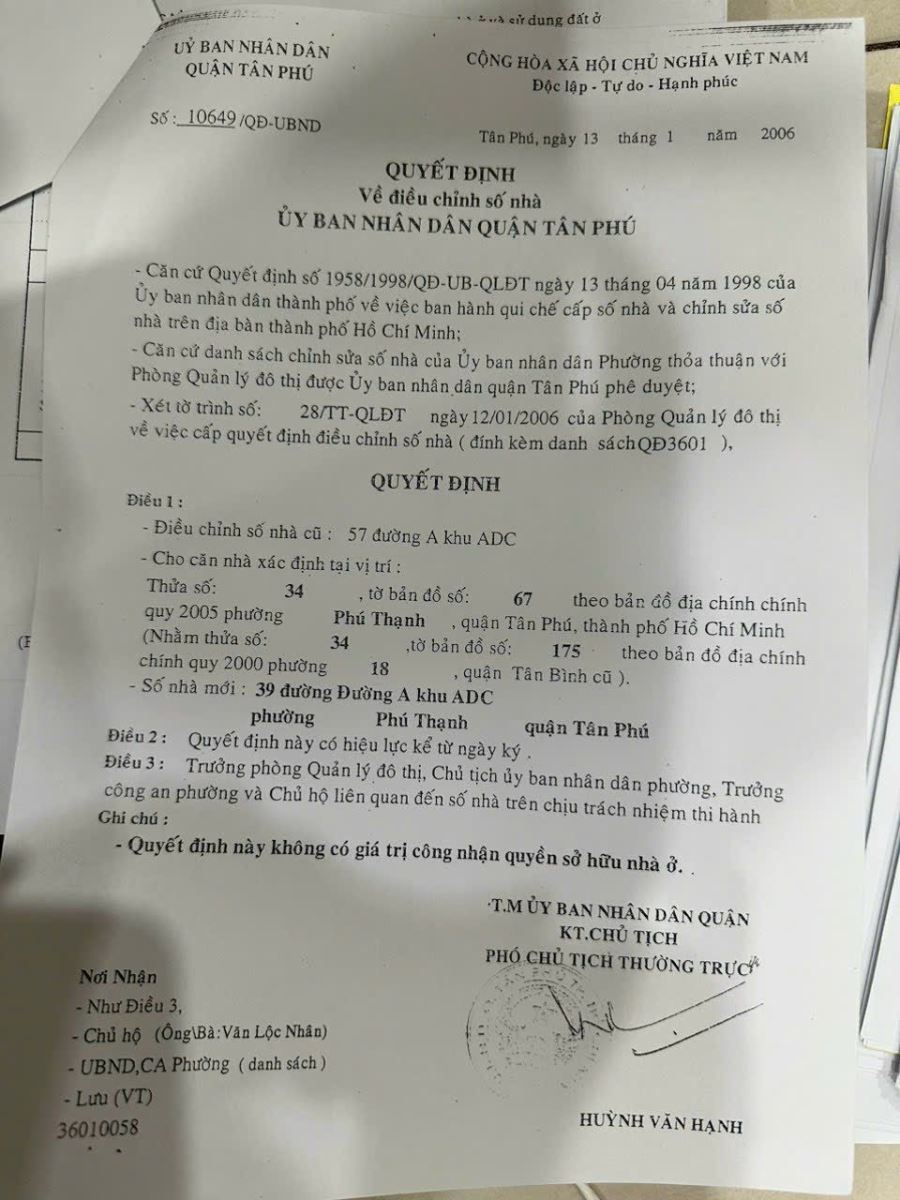 và sử dụng đất ở
UỶ BAN NHÂN DÂN
QUẬN TÂN PHÚ
CỘNG HÒA XÃ HỘI CHỦ NGHĨA VIỆT NAM
Độc lập - Tự do - Hạnh phúc
Số : 10649 /QĐ-UBND
Tân Phú, ngày 13 tháng 1 năm 2006
QUYẾT ĐỊNH
Về điều chỉnh số nhà
ỦY BAN NHÂN DÂN QUẬN TÂN PHÚ
- Căn cứ Quyết định số 1958/1998/QĐ-UB-QLĐT ngày 13 tháng 04 năm 1998 của
Ủy ban nhân dân thành phố về việc ban hành qui chế cấp số nhà và chỉnh sửa số
nhà trên địa bàn thành phố Hồ Chí Minh;
- Căn cứ danh sách chỉnh sửa số nhà của Ủy ban nhân dân Phường thỏa thuận với
Phòng Quản lý đô thị được Ủy ban nhân dân quận Tân Phú phê duyệt;
- Xét tờ trình số: 28/TT-QLĐT ngày 12/01/2006 của Phòng Quản lý đô thị
về việc cấp quyết định điều chỉnh số nhà ( đính kèm danh sáchQĐ3601 ),
QUYẾT ĐỊNH
Điều 1 :
- Điều chỉnh số nhà cũ : 57 đường A khu ADC
- Cho căn nhà xác định tại vị trí :
Thửa số: 34 , tờ bản đồ số: 67 theo bản đồ địa chính chính
quy 2005 phường Phú Thạnh , quận Tân Phú, thành phố Hồ Chí Minh
(Nhằm thửa số: 34 ,tờ bản đồ số: 175 theo bản đồ địa chính
chính quy 2000 phường 18 , quận Tân Bình cũ ).
- Số nhà mới : 39 đường Đường A khu ADC
phường Phú Thạnh quận Tân Phú
Điều 2 : Quyết định này có hiệu lực kể từ ngày ký .
Điều 3 : Trưởng phòng Quản lý đô thị, Chủ tịch ủy ban nhân dân phường, Trưởng
công an phường và Chủ hộ liên quan đến số nhà trên chịu trách nhiệm thi hành
Ghi chú :
- Quyết định này không có giá trị công nhận quyền sở hữu nhà ở.
T.M ỦY BAN NHÂN DÂN QUẬN
KT.CHỦ TỊCH
PHÓ CHỦ TỊCH THƯỜNG TRỰC
Nơi Nhận
- Như Điều 3,
- Chủ hộ (Ông\Bà:Văn Lộc Nhân)
- UBND,CA Phường ( danh sách )
- Lưu (VT)
36010058
HUỲNH VĂN HẠNH